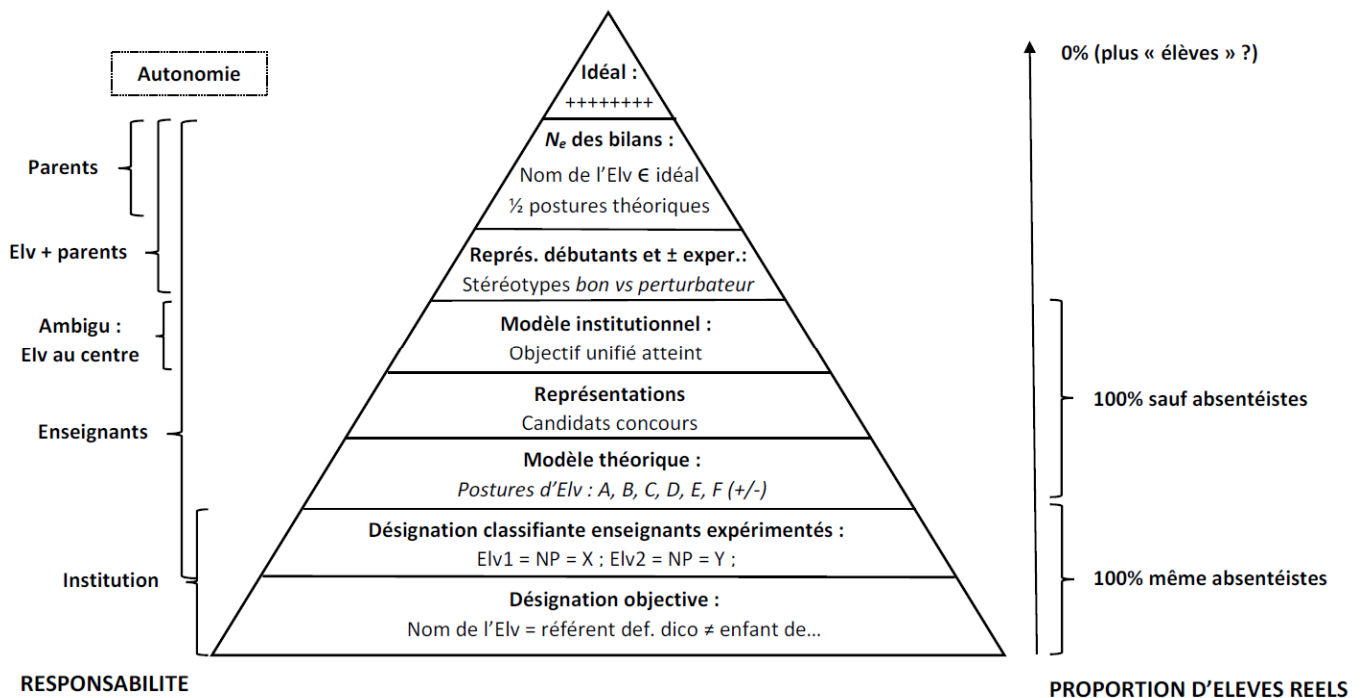 Autonomie
Parents
Elv + parents
Ambigu :
Elv au centre
Enseignants
Institution
RESPONSABILITE
Idéal :
++++++++
Ne des bilans :
Nom de l’Elv ϵ idéal
½ postures théoriques
Représ. débutants et ± exper.:
Stéréotypes bon vs perturbateur
Modèle institutionnel :
Objectif unifié atteint
Représentations
Candidats concours
Modèle théorique :
Postures d’Elv : A, B, C, D, E, F (+/-)
Désignation classifiante enseignants expérimentés :
Elv1 = NP = X ; Elv2 = NP = Y ;
Désignation objective :
Nom de l’Elv = référent def. dico ≠ enfant de…
0% (plus « élèves » ?)
100% sauf absentéistes
100% même absentéistes
PROPORTION D’ELEVES REELS